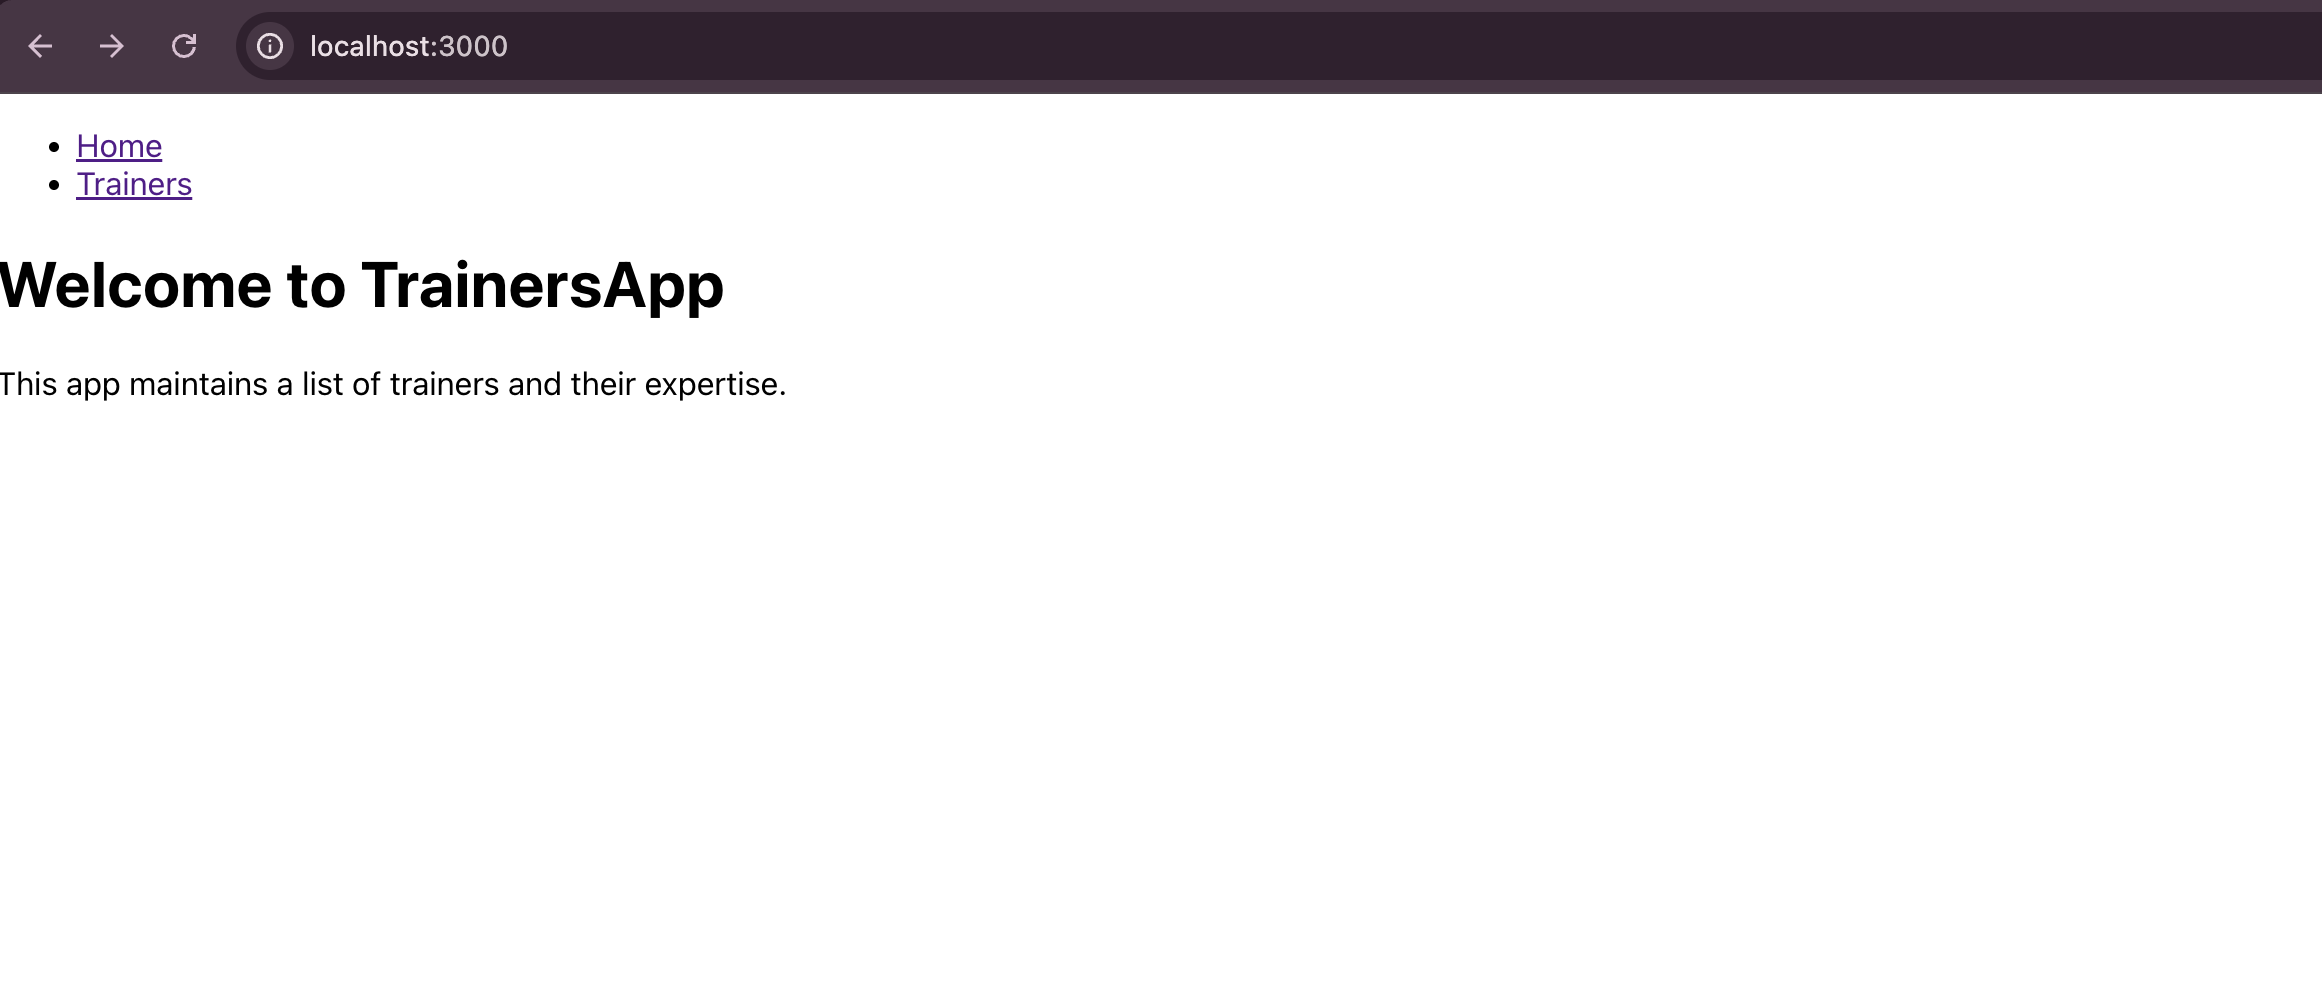 localhost:3000
Home
Trainers
Welcome to TrainersApp
This app maintains a list of trainers and their expertise.